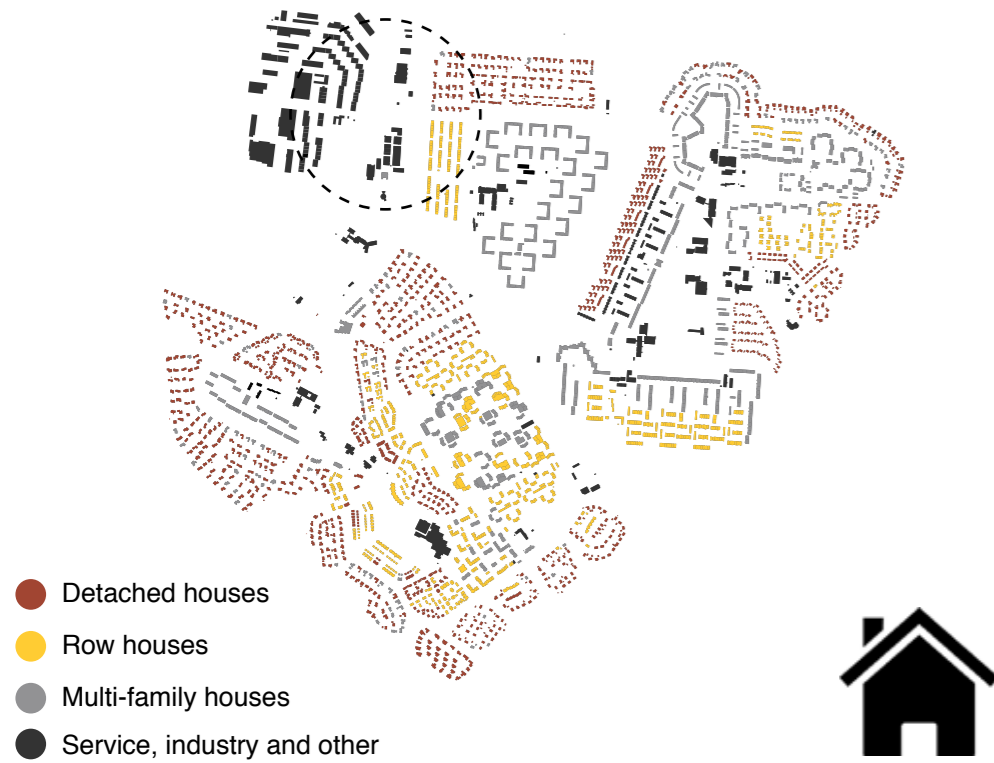 Detached houses
Row houses
Multi-family houses
Service, industry and other